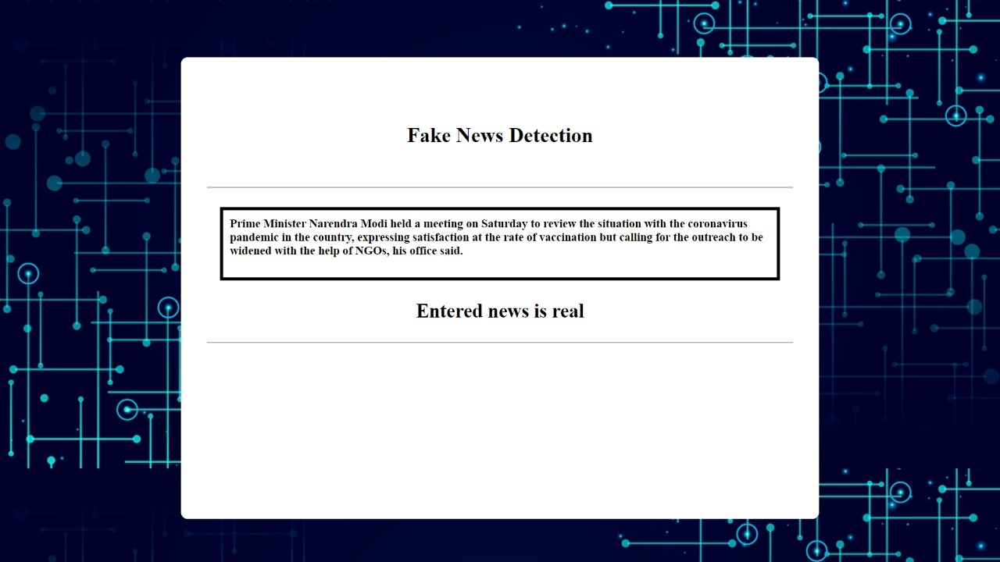 Fake News Detection
Prime Minister Narendra Modi held a meeting on Saturday to review the situation with the coronavirus
pandemic in the country, expressing satisfaction at the rate of vaccination but calling for the outreach to be
widened with the help of NGOs, his office said.
Entered news is real